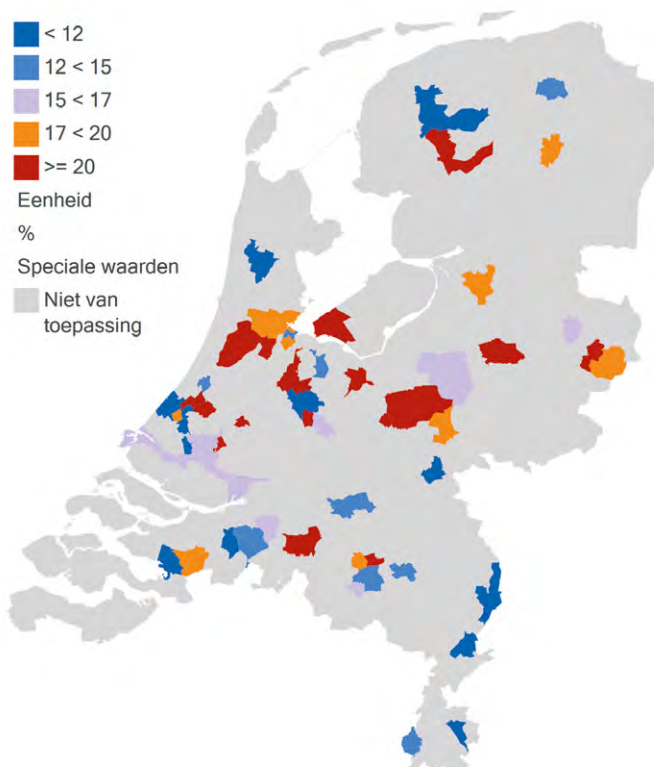 < 12
12 < 15
15 < 17
17 < 20
>= 20
Eenheid
%
Speciale waarden
Niet van
toepassing